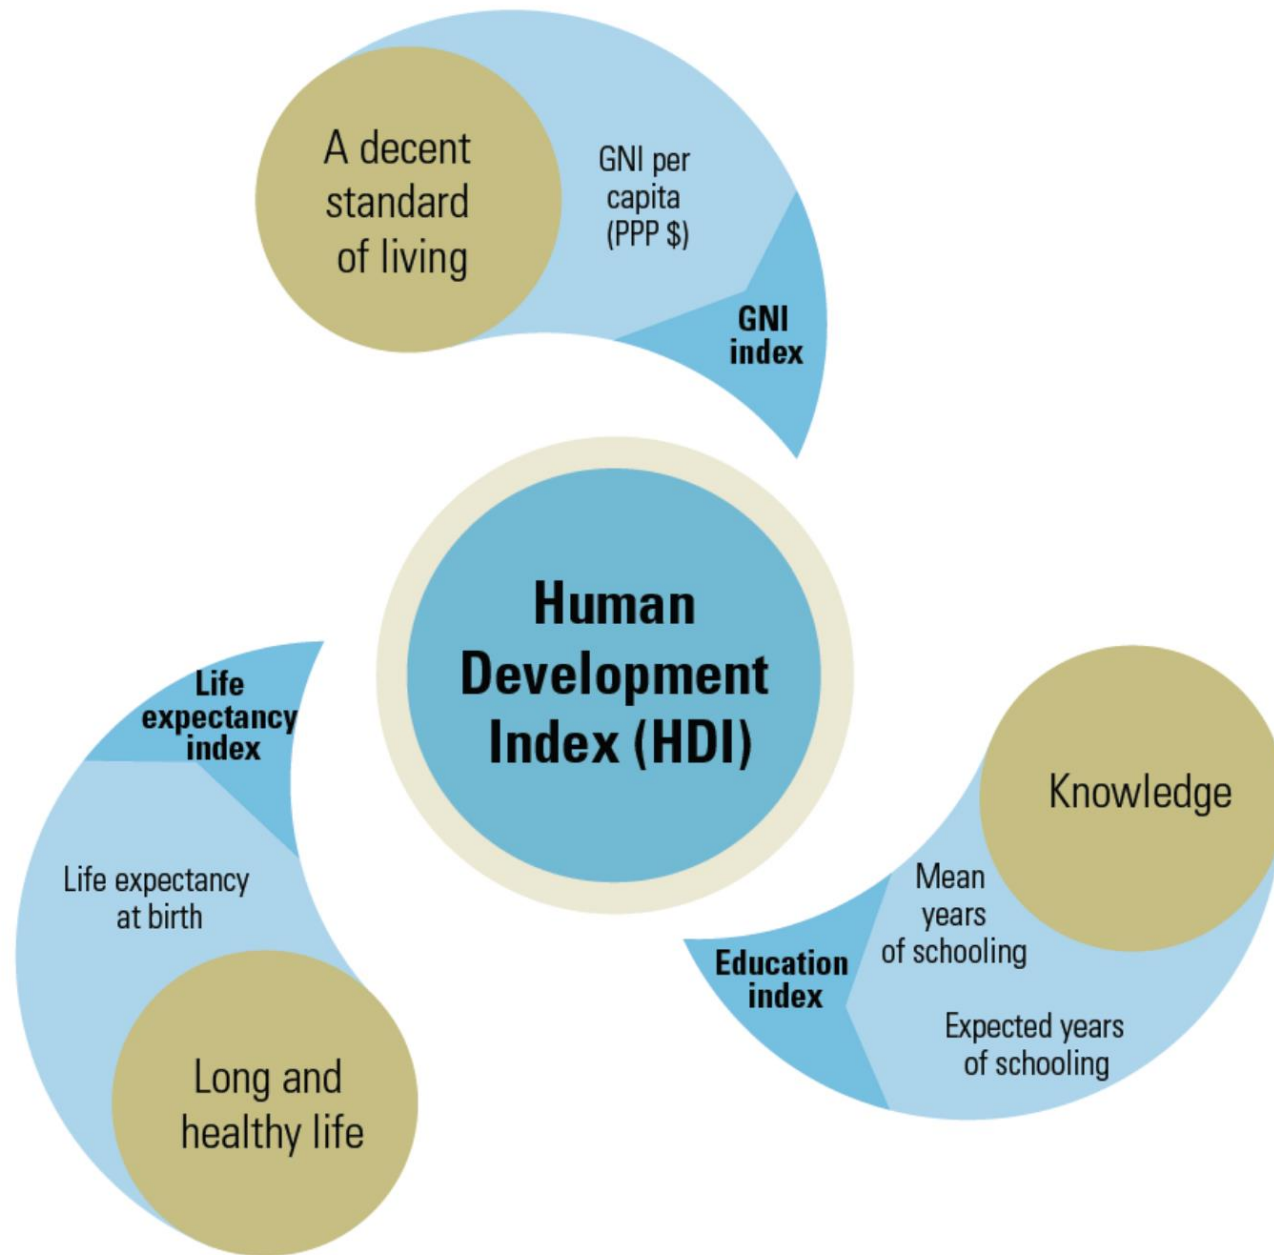 A decent
standard
of living
GNI per
capita
(PPP $)
GNI
index
Human
Development
Index (HDI)
Life
expectancy
index
Life expectancy
at birth
Long and
healthy life
Knowledge
Mean
years
of schooling
Expected years
of schooling
Education
index